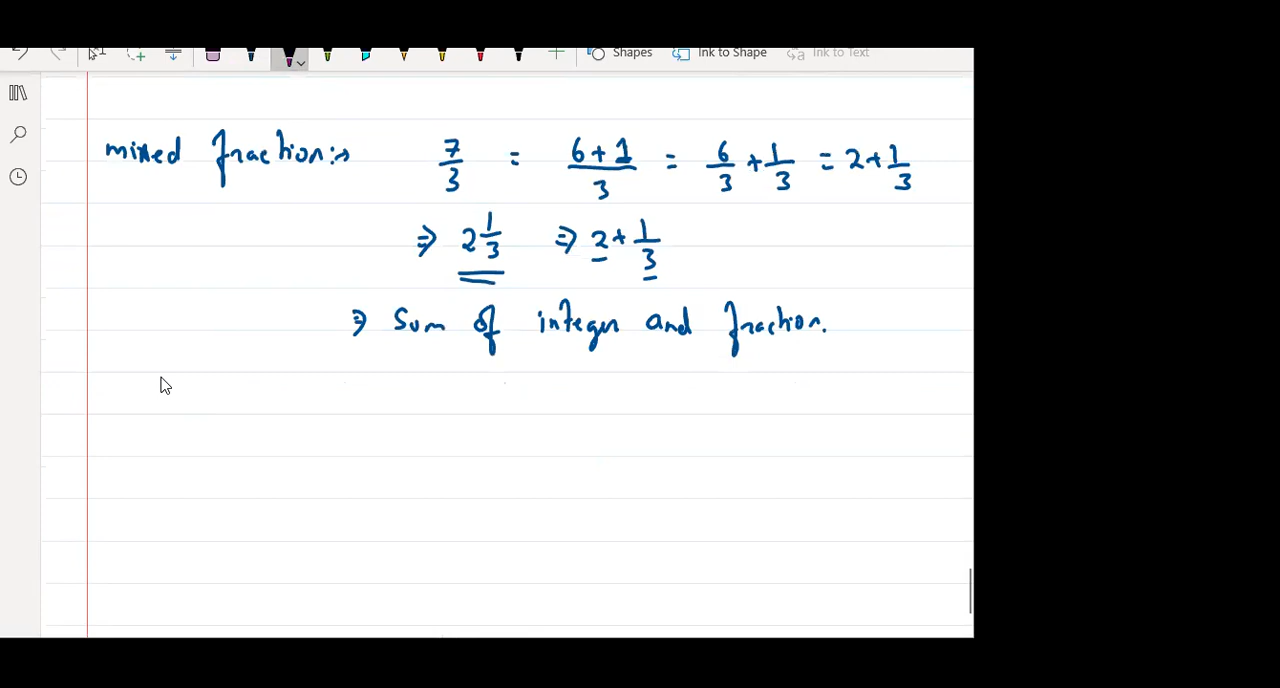 Shapes Ink to Shape Ink to Text
mixed fraction:→ 7/3 = (6+1)/3 = 6/3 + 1/3 = 2 + 1/3
⇒ 2 1/3 ⇒ 2 + 1/3
⇒ Sum of integer and fraction.